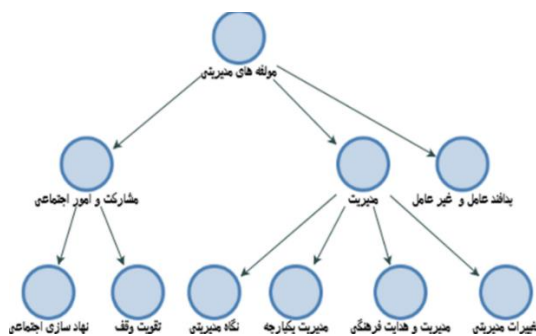 مولفه های مدیریتی
مشارکت و امور اجتماعی
مدیریت
پدافند عامل و غیر عامل
نهاد سازی اجتماعی
تقویت وقف
نگاه مدیریتی
مدیریت یکپارچه
مدیریت و هدایت فرهنگی
تغییرات مدیریتی